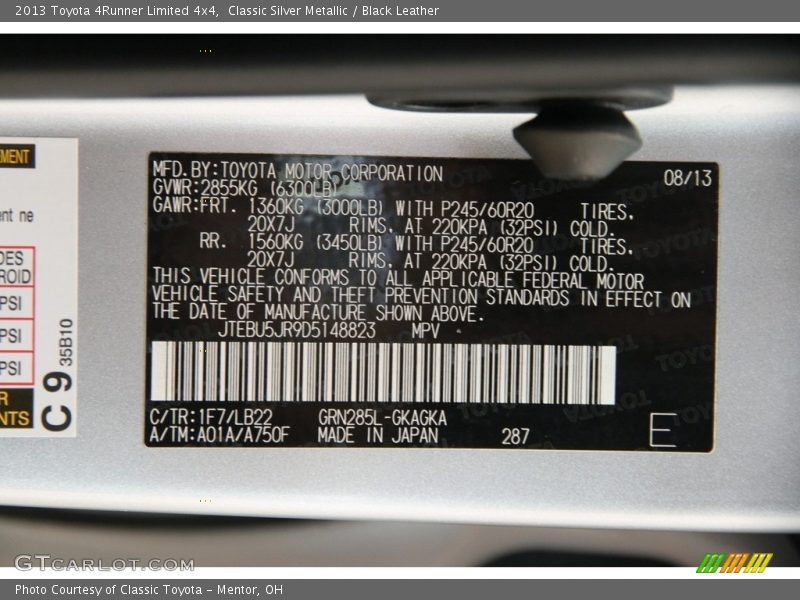 2013 Toyota 4Runner Limited 4x4,  Classic Silver Metallic / Black Leather
EMENT
ent ne
DES
ROID
PSI
PSI
PSI
R
NTS
C 9 35B10
MFD. BY:TOYOTA MOTOR CORPORATION 08/13
GVWR:2855KG (6300LB)
GAWR:FRT. 1360KG (3000LB) WITH P245/60R20 TIRES,
20X7J RIMS, AT 220KPA (32PSI) COLD.
RR. 1560KG (3450LB) WITH P245/60R20 TIRES,
20X7J RIMS, AT 220KPA (32PSI) COLD.
THIS VEHICLE CONFORMS TO ALL APPLICABLE FEDERAL MOTOR
VEHICLE SAFETY AND THEFT PREVENTION STANDARDS IN EFFECT ON
THE DATE OF MANUFACTURE SHOWN ABOVE.
JTEBU5JR9D5148823 MPV
C/TR:1F7/LB22 GRN285L-GKAGKA
A/TM:A01A/A750F MADE IN JAPAN 287 E
GTCARLOT.COM
Photo Courtesy of Classic Toyota - Mentor, OH